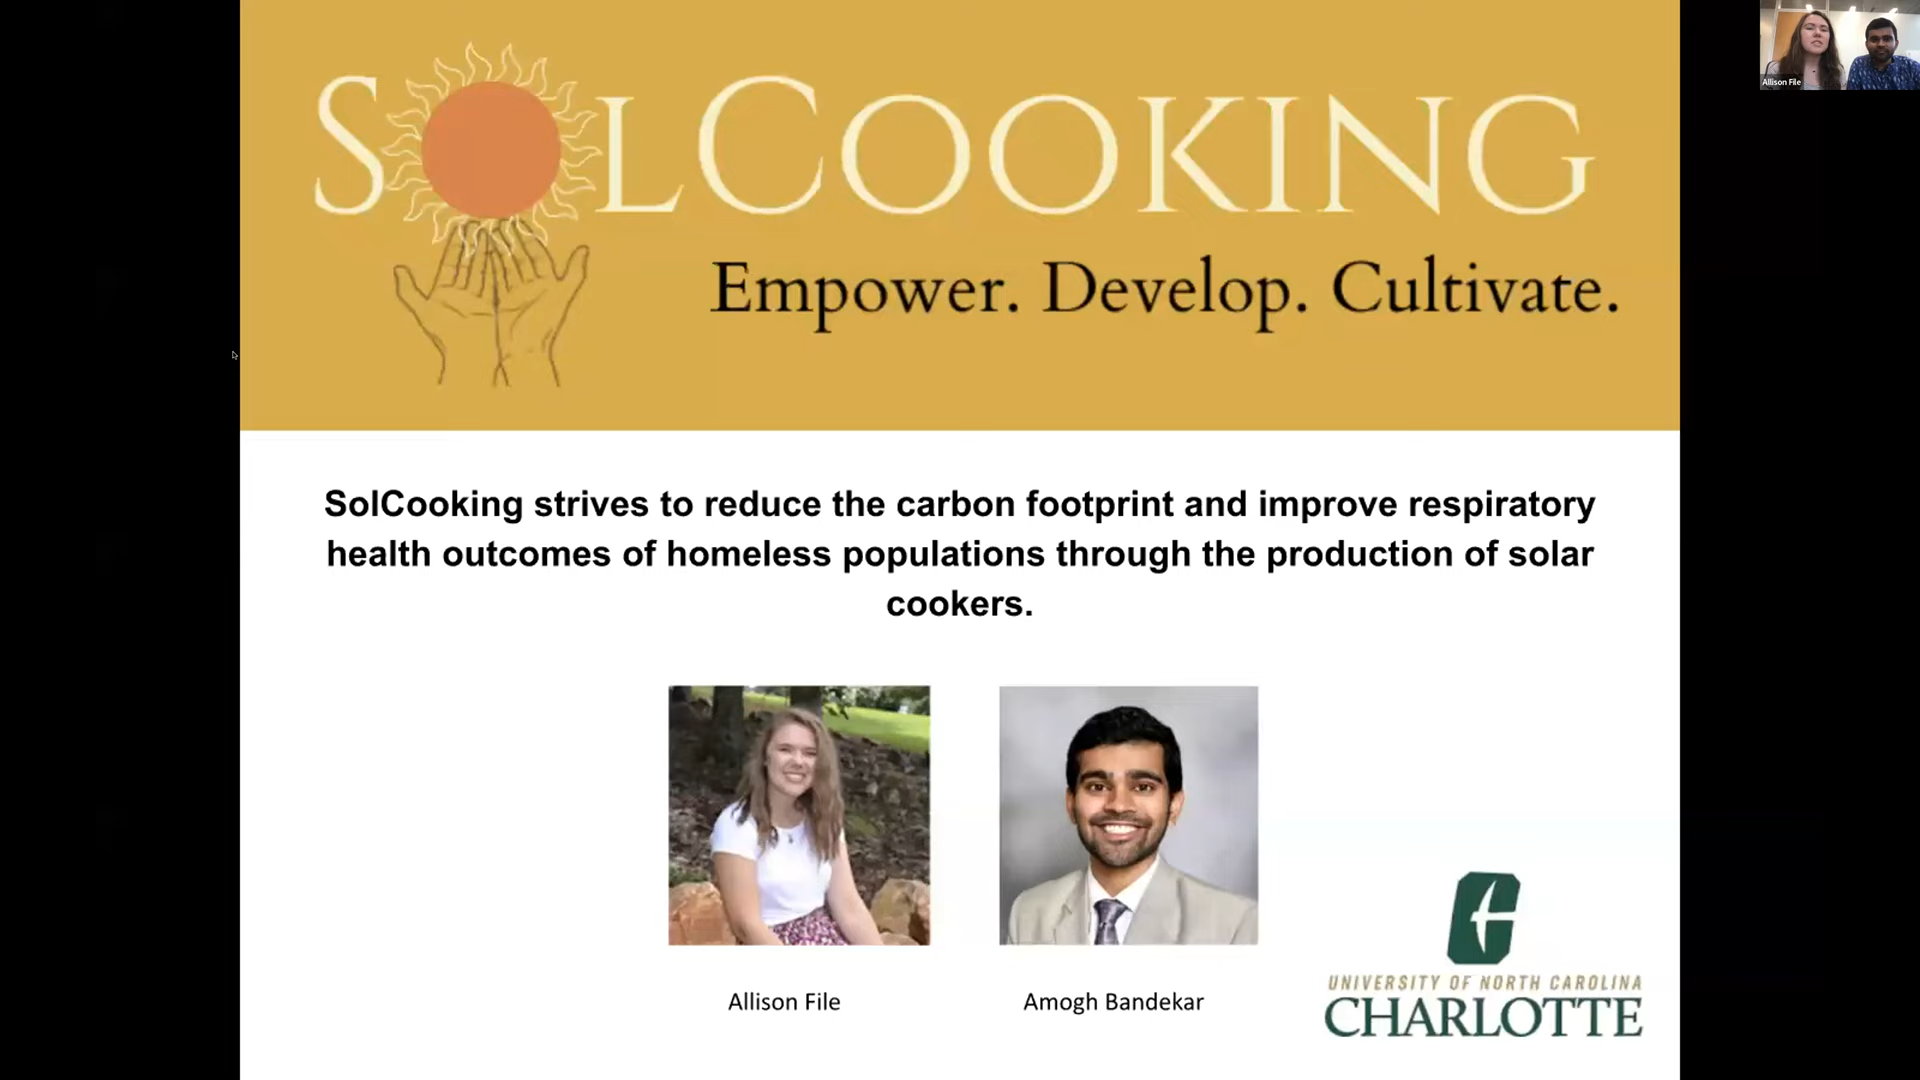 Allison File
SOLCOOKING
Empower. Develop. Cultivate.
SolCooking strives to reduce the carbon footprint and improve respiratory
health outcomes of homeless populations through the production of solar
cookers.
Allison File
Amogh Bandekar
UNIVERSITY OF NORTH CAROLINA
CHARLOTTE